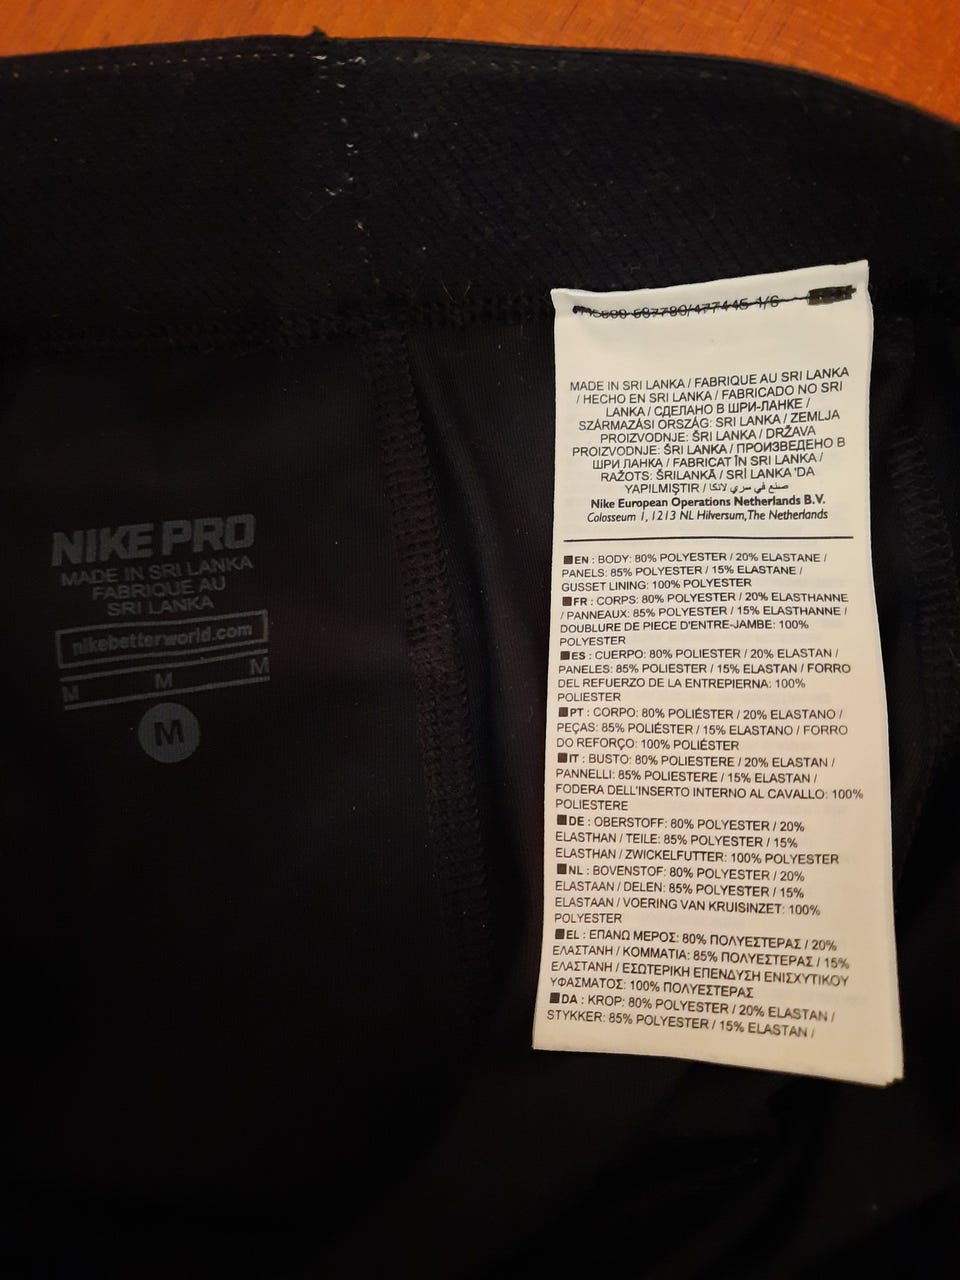 NIKE PRO
MADE IN SRI LANKA
FABRIQUE AU
SRI LANKA
nikebetterworld.com
M M M
M
687780/477445 1/6
MADE IN SRI LANKA / FABRIQUE AU SRI LANKA
/ HECHO EN SRI LANKA / FABRICADO NO SRI
LANKA / СДЕЛАНО В ШРИ-ЛАНКЕ /
SZÁRMAZÁSI ORSZÁG: SRI LANKA / ZEMLJA
PROIZVODNJE: ŠRI LANKA / DRŽAVA
PROIZVODNJE: ŠRI LANKA / ПРОИЗВЕДЕНО В
ШРИ ЛАНКА / FABRICAT ÎN SRI LANKA /
RAŽOTS: ŠRILANKĀ / SRİ LANKA 'DA
YAPILMIŞTIR / صنع في سري لانكا
Nike European Operations Netherlands B.V.
Colosseum 1, 1213 NL Hilversum, The Netherlands
EN : BODY: 80% POLYESTER / 20% ELASTANE /
PANELS: 85% POLYESTER / 15% ELASTANE /
GUSSET LINING: 100% POLYESTER
FR : CORPS: 80% POLYESTER / 20% ELASTHANNE
/ PANNEAUX: 85% POLYESTER / 15% ELASTHANNE /
DOUBLURE DE PIECE D'ENTRE-JAMBE: 100%
POLYESTER
ES : CUERPO: 80% POLIESTER / 20% ELASTAN /
PANELES: 85% POLIESTER / 15% ELASTAN / FORRO
DEL REFUERZO DE LA ENTREPIERNA: 100%
POLIESTER
PT : CORPO: 80% POLIÉSTER / 20% ELASTANO /
PEÇAS: 85% POLIÉSTER / 15% ELASTANO / FORRO
DO REFORÇO: 100% POLIÉSTER
IT : BUSTO: 80% POLIESTERE / 20% ELASTAN /
PANNELLI: 85% POLIESTERE / 15% ELASTAN /
FODERA DELL'INSERTO INTERNO AL CAVALLO: 100%
POLIESTERE
DE : OBERSTOFF: 80% POLYESTER / 20%
ELASTHAN / TEILE: 85% POLYESTER / 15%
ELASTHAN / ZWICKELFUTTER: 100% POLYESTER
NL : BOVENSTOF: 80% POLYESTER / 20%
ELASTAAN / DELEN: 85% POLYESTER / 15%
ELASTAAN / VOERING VAN KRUISINZET: 100%
POLYESTER
EL : ΕΠΑΝΩ ΜΕΡΟΣ: 80% ΠΟΛΥΕΣΤΕΡΑΣ / 20%
ΕΛΑΣΤΑΝΗ / ΚΟΜΜΑΤΙΑ: 85% ΠΟΛΥΕΣΤΕΡΑΣ / 15%
ΕΛΑΣΤΑΝΗ / ΕΣΩΤΕΡΙΚΗ ΕΠΕΝΔΥΣΗ ΕΝΙΣΧΥΤΙΚΟΥ
ΥΦΑΣΜΑΤΟΣ: 100% ΠΟΛΥΕΣΤΕΡΑΣ
DA : KROP: 80% POLYESTER / 20% ELASTAN /
STYKKER: 85% POLYESTER / 15% ELASTAN /